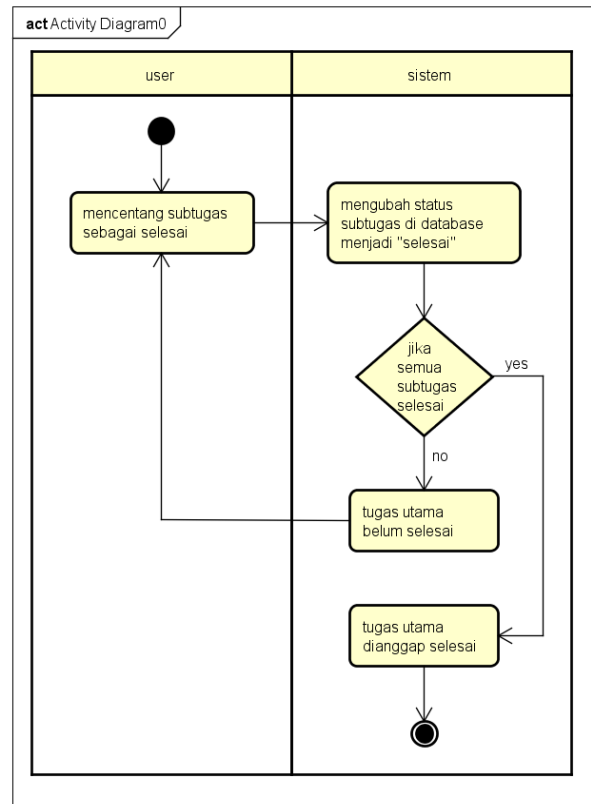 act Activity Diagram0
user
sistem
mencentang subtugas
sebagai selesai
mengubah status
subtugas di database
menjadi "selesai"
jika
semua
subtugas
selesai
yes
no
tugas utama
belum selesai
tugas utama
dianggap selesai